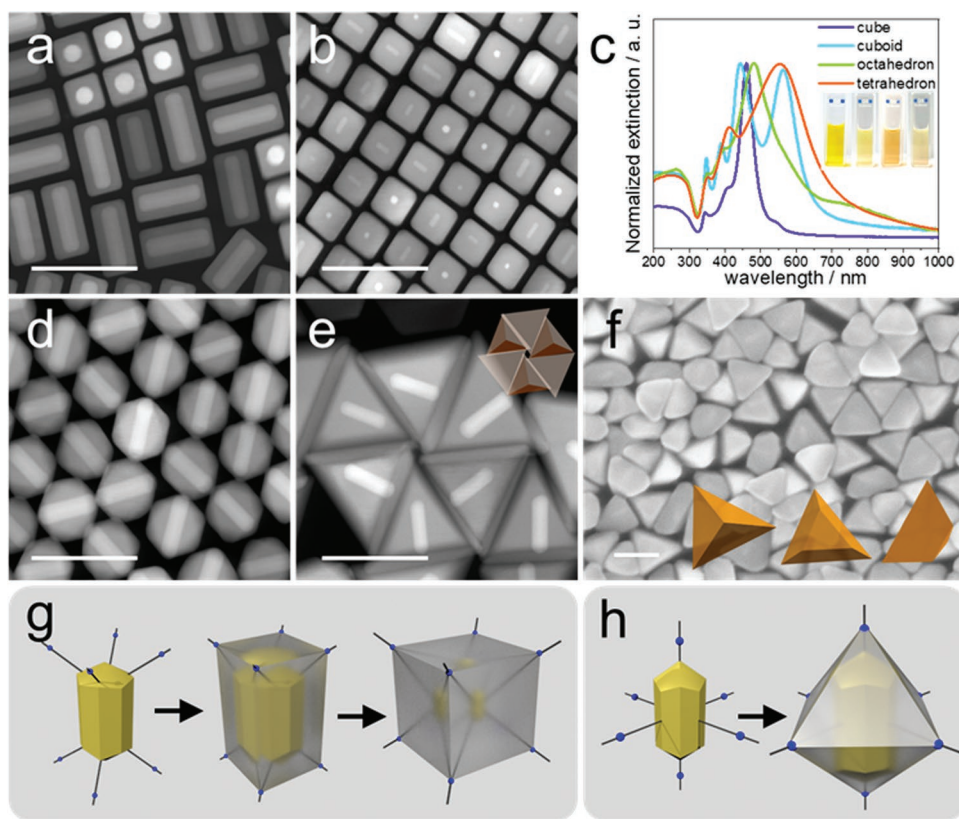 a
b
c
Normalized extinction / a. u.
cube
cuboid
octahedron
tetrahedron
200 300 400 500 600 700 800 900 1000
wavelength / nm
d
e
f
g
h